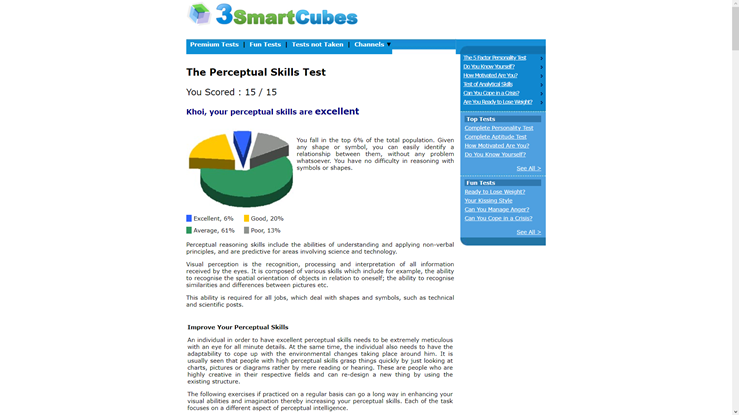 3SmartCubes
Premium Tests | Fun Tests | Tests not Taken | Channels
The Perceptual Skills Test
You Scored : 15 / 15
Khoi, your perceptual skills are excellent
You fall in the top 6% of the total population. Given
any shape or symbol, you can easily identify a
relationship between them, without any problem
whatsoever. You have no difficulty in reasoning with
symbols or shapes.
Excellent, 6%
Good, 20%
Average, 61%
Poor, 13%
Perceptual reasoning skills include the abilities of understanding and applying non-verbal
principles, and are predictive for areas involving science and technology.
Visual perception is the recognition, processing and interpretation of all information
received by the eyes. It is composed of various skills which include for example, the ability
to recognise the spatial orientation of objects in relation to oneself; the ability to recognise
similarities and differences between pictures etc.
This ability is required for all jobs, which deal with shapes and symbols, such as technical
and scientific posts.
Improve Your Perceptual Skills
An individual in order to have excellent perceptual skills needs to be extremely meticulous
with an eye for all minute details. At the same time, the individual also needs to have the
adaptability to cope up with the environmental changes taking place around him. It is
usually seen that people with high perceptual skills grasp things quickly by just looking at
charts, pictures or diagrams rather by mere reading or hearing. These are people who are
highly creative in their respective fields and can re-design a new thing by using the
existing structure.
The following exercises if practiced on a regular basis can go a long way in enhancing your
visual abilities and imagination thereby increasing your perceptual skills. Each of the task
focuses on a different aspect of perceptual intelligence.
The 5 Factor Personality Test
Do You Know Yourself?
How Motivated Are You?
Test of Analytical Skills
Can You Cope in a Crisis?
Are You Ready to Lose Weight?
Top Tests
Complete Personality Test
Complete Aptitude Test
How Motivated Are You?
Do You Know Yourself?
See All >
Fun Tests
Ready to Lose Weight?
Your Kissing Style
Can You Manage Anger?
Can You Cope in a Crisis?
See All >